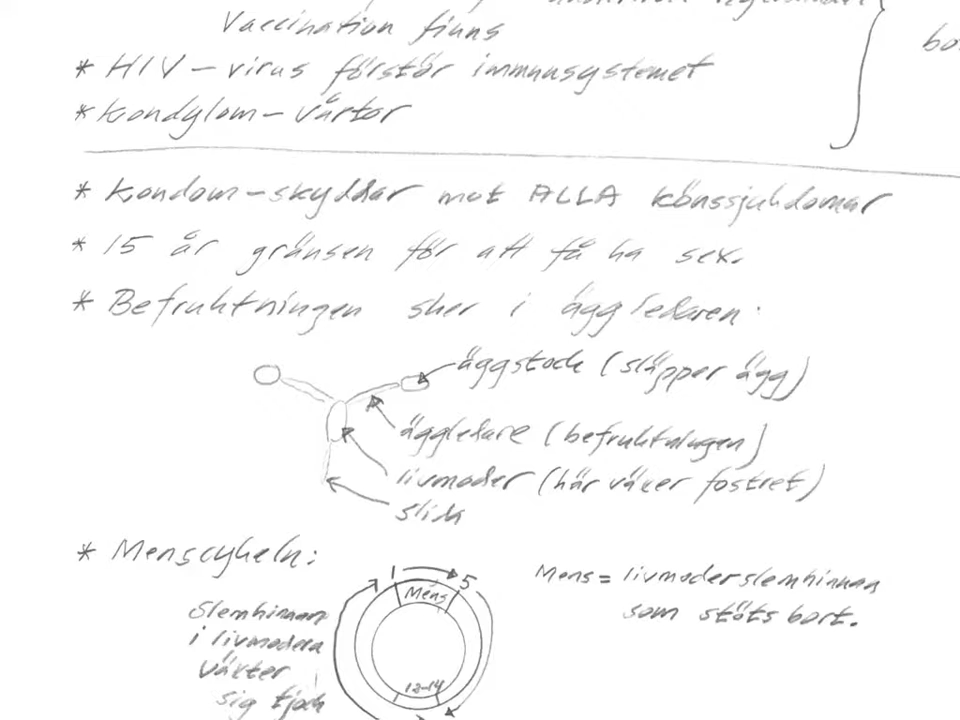 Vaccination finns
* HIV - virus förstör immunsystemet
* Kondylom - vårtor
* Kondom - skyddar mot ALLA könssjukdomar
* 15 år gränsen för att få ha sex.
* Befruktningen sker i äggledaren:
äggstock (släpper ägg)
äggledare (befruktningen)
livmoder (här växer fostret)
slida
* Menscykeln:
1 → 5
Mens
12-14
Slemhinnan
i livmodern
växter
sig tjock
Mens = livmoderslemhinnan
som stöts bort.